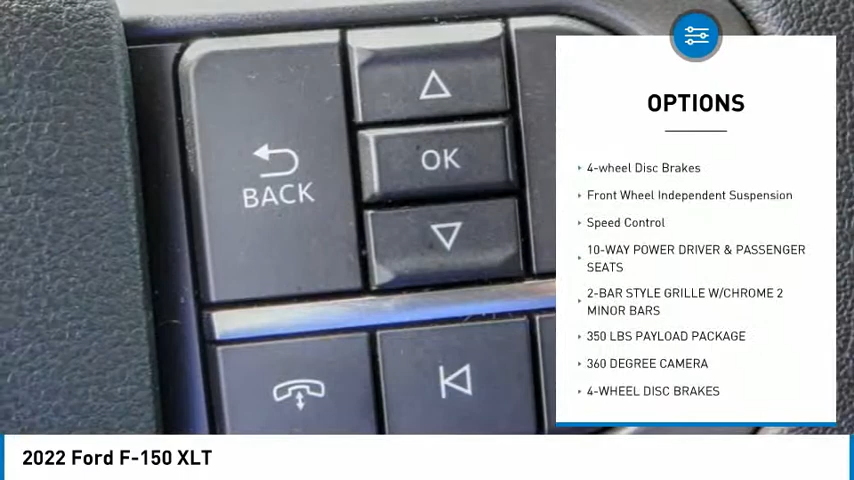 BACK
OK
OPTIONS
4-wheel Disc Brakes
Front Wheel Independent Suspension
Speed Control
10-WAY POWER DRIVER & PASSENGER
SEATS
2-BAR STYLE GRILLE W/CHROME 2
MINOR BARS
350 LBS PAYLOAD PACKAGE
360 DEGREE CAMERA
4-WHEEL DISC BRAKES
2022 Ford F-150 XLT